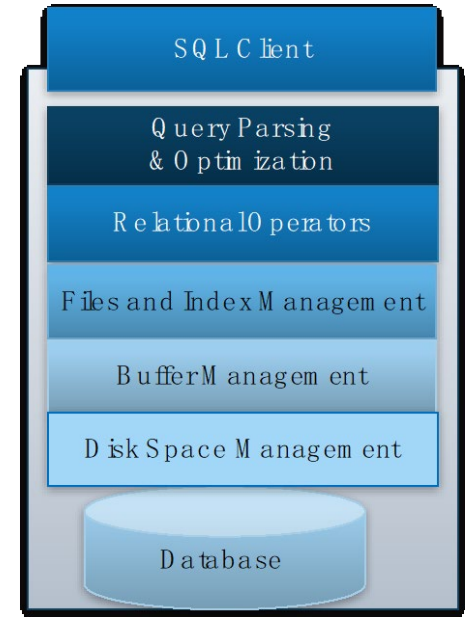 SQL Client
Query Parsing
& Optimization
Relational Operators
Files and Index Management
Buffer Management
Disk Space Management
Database